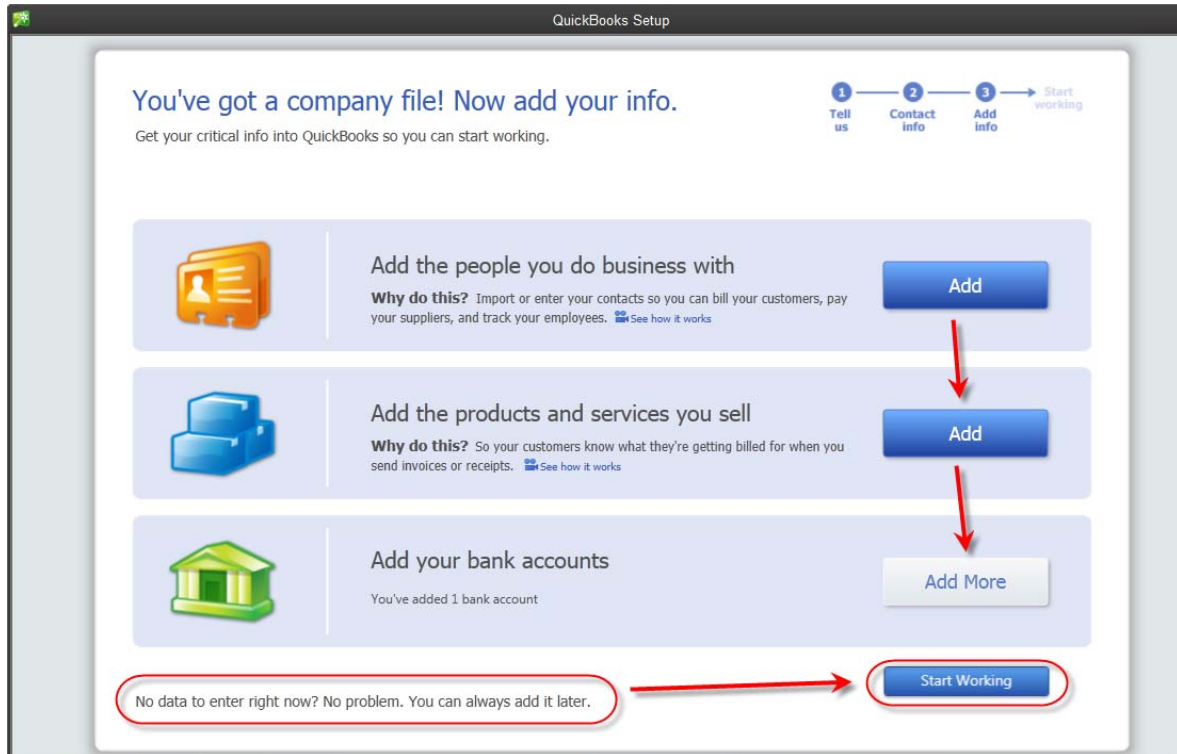 QuickBooks Setup
You've got a company file! Now add your info.
Get your critical info into QuickBooks so you can start working.
1
Tell
us
2
Contact
info
3
Add
info
Start
working
Add the people you do business with
Why do this? Import or enter your contacts so you can bill your customers, pay
your suppliers, and track your employees. See how it works
Add
Add the products and services you sell
Why do this? So your customers know what they're getting billed for when you
send invoices or receipts. See how it works
Add
Add your bank accounts
You've added 1 bank account
Add More
No data to enter right now? No problem. You can always add it later.
Start Working